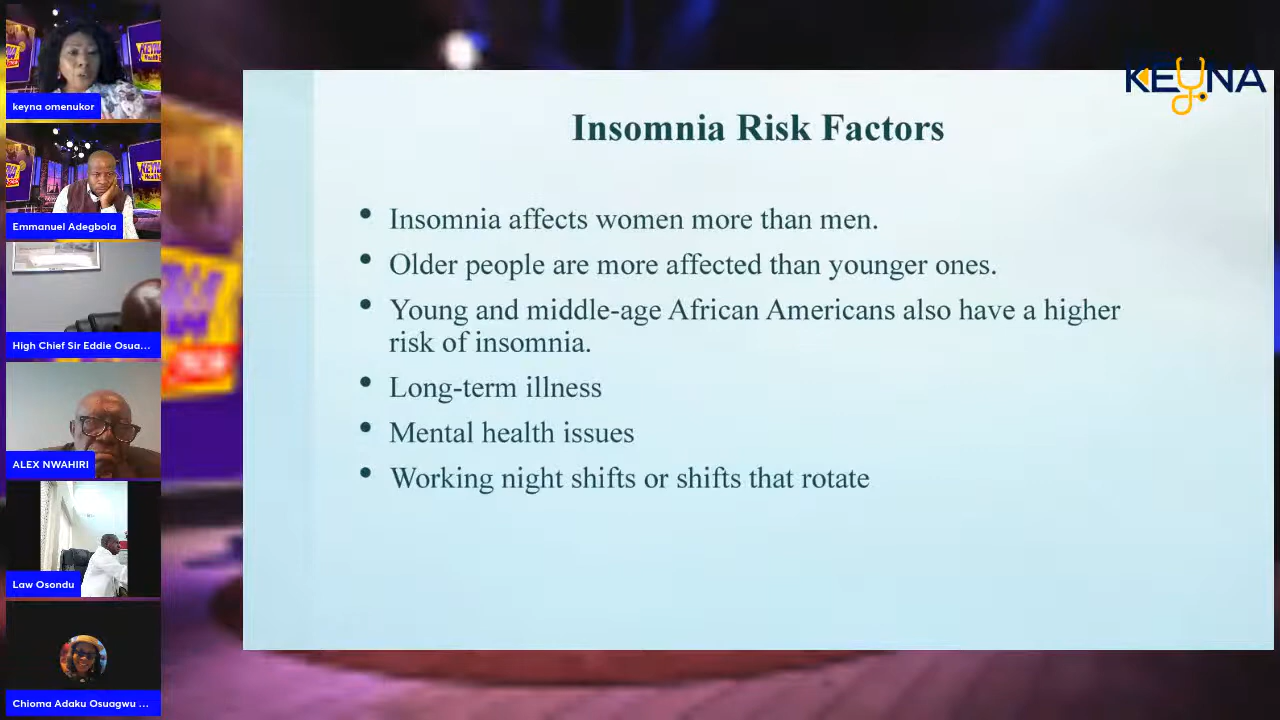 keyna omenukor
Emmanuel Adegbola
High Chief Sir Eddie Osua...
ALEX NWAHIRI
Law Osondu
Chioma Adaku Osuagwu ...
KEYNA
Insomnia Risk Factors
• Insomnia affects women more than men.
• Older people are more affected than younger ones.
• Young and middle-age African Americans also have a higher
risk of insomnia.
• Long-term illness
• Mental health issues
• Working night shifts or shifts that rotate